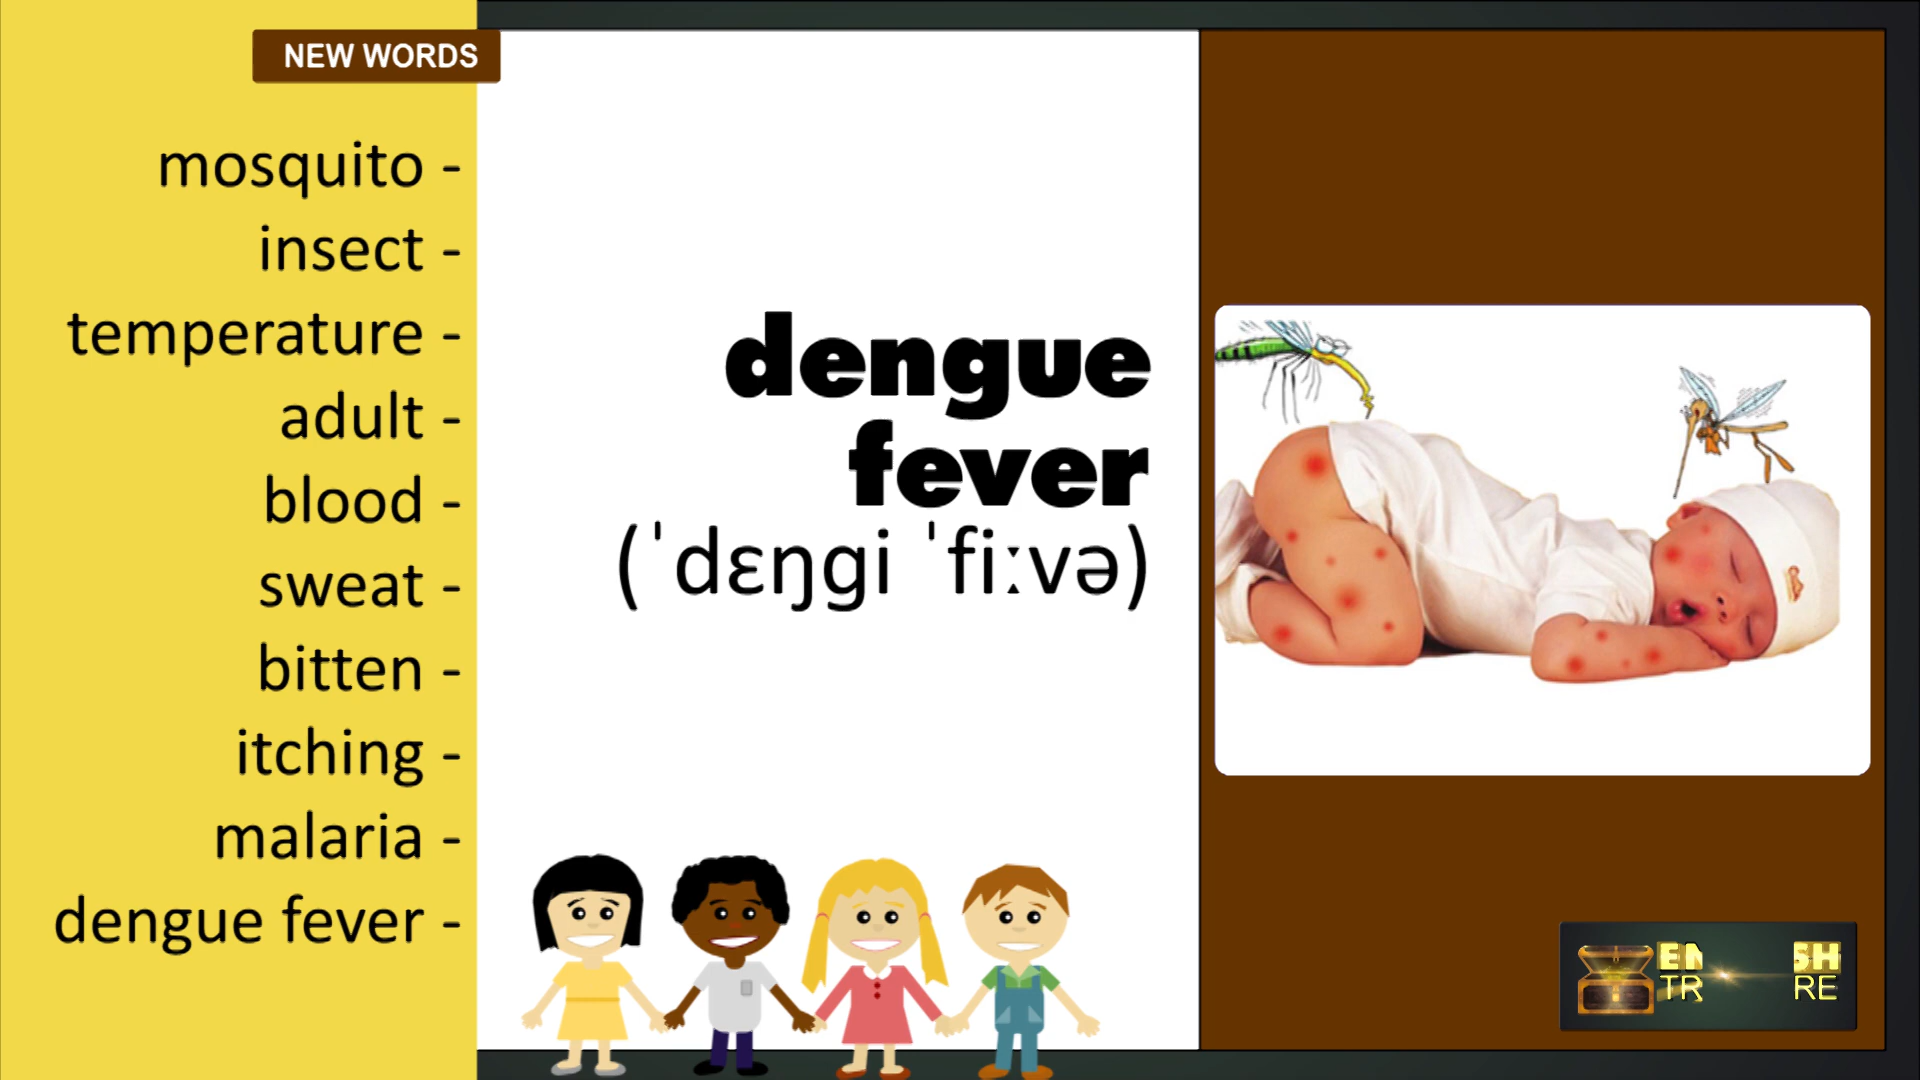 NEW WORDS
mosquito -
insect -
temperature -
adult -
blood -
sweat -
bitten -
itching -
malaria -
dengue fever -
dengue
fever
(ˈdɛŋgi ˈfiːvə)